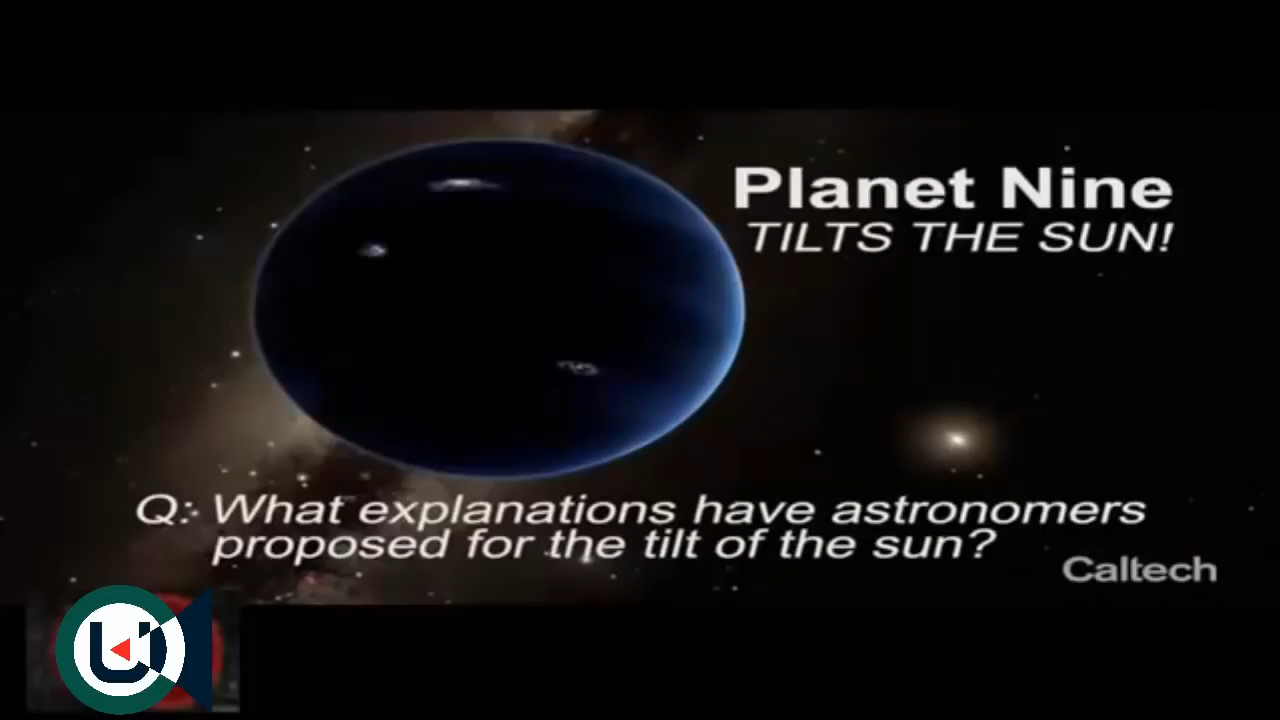 Planet Nine
TILTS THE SUN!
Q: What explanations have astronomers
proposed for the tilt of the sun?
Caltech